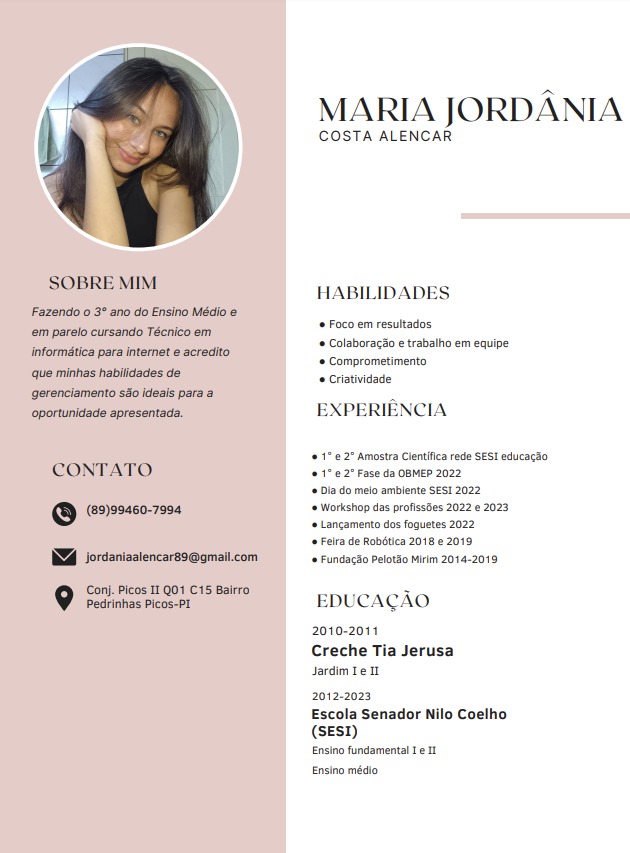 MARIA JORDÂNIA
COSTA ALENCAR
SOBRE MIM
Fazendo o 3° ano do Ensino Médio e
em parelo cursando Técnico em
informática para internet e acredito
que minhas habilidades de
gerenciamento são ideais para a
oportunidade apresentada.
CONTATO
(89)99460-7994
jordaniaalencar89@gmail.com
Conj. Picos II Q01 C15 Bairro
Pedrinhas Picos-PI
HABILIDADES
● Foco em resultados
● Colaboração e trabalho em equipe
● Comprometimento
● Criatividade
EXPERIÊNCIA
● 1° e 2° Amostra Científica rede SESI educação
● 1° e 2° Fase da OBMEP 2022
● Dia do meio ambiente SESI 2022
● Workshop das profissões 2022 e 2023
● Lançamento dos foguetes 2022
● Feira de Robótica 2018 e 2019
● Fundação Pelotão Mirim 2014-2019
EDUCAÇÃO
2010-2011
Creche Tia Jerusa
Jardim I e II
2012-2023
Escola Senador Nilo Coelho
(SESI)
Ensino fundamental I e II
Ensino médio